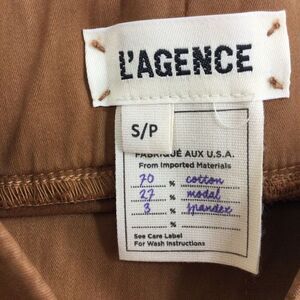 L'AGENCE
S/P
FABRIQUÉ AUX U.S.A.
From Imported Materials
70 % cotton
27 % modal
3 % spandex
%
See Care Label
For Wash Instructions